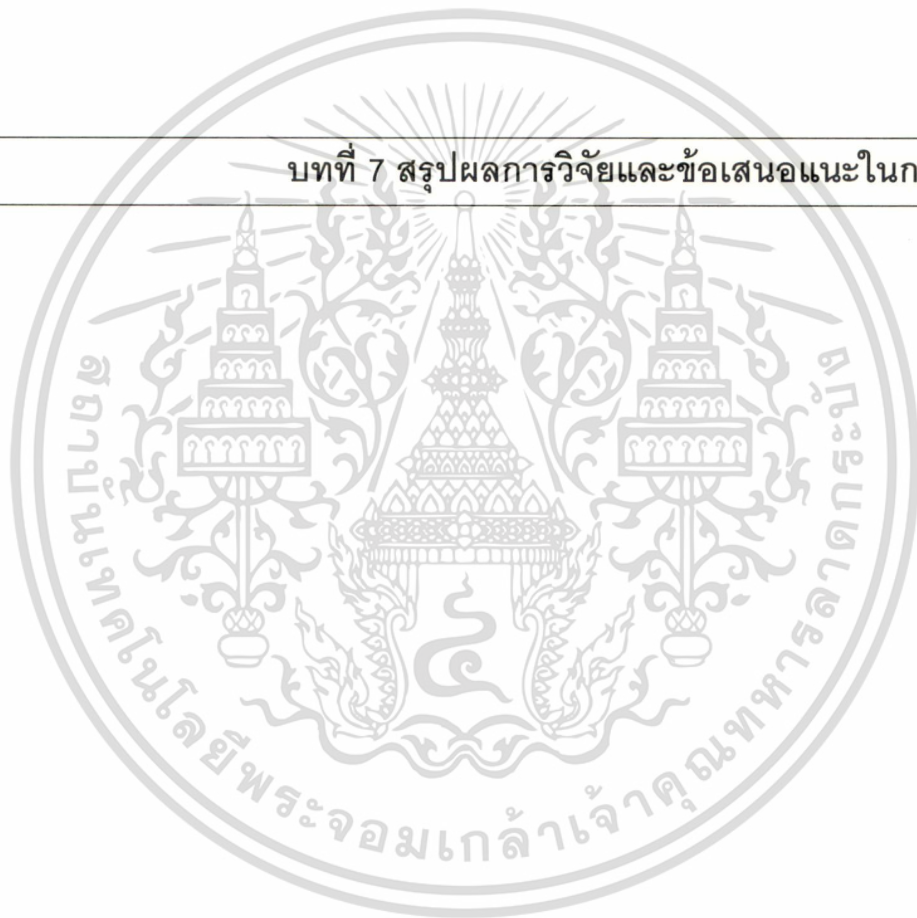 บทที่ 7 สรุปผลการวิจัยและข้อเสนอแนะในก
สถาบันเทคโนโลยีพระจอมเกล้าเจ้าคุณทหารลาดกระบัง
๔